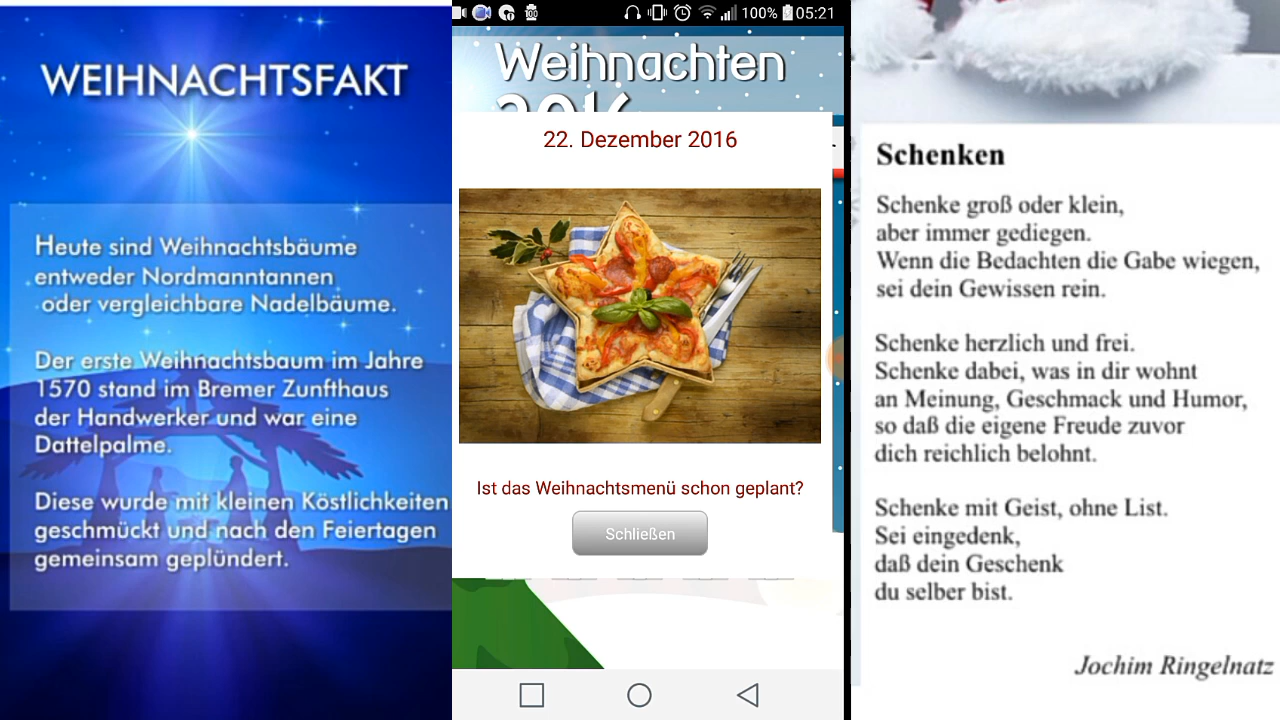 WEIHNACHTSFAKT
Heute sind Weihnachtsbäume
entweder Nordmanntannen
oder vergleichbare Nadelbäume.
Der erste Weihnachtsbaum im Jahre
1570 stand im Bremer Zunfthaus
der Handwerker und war eine
Dattelpalme.
Diese wurde mit kleinen Köstlichkeiten
geschmückt und nach den Feiertagen
gemeinsam geplündert.
100% 05:21
Weihnachten
2016
22. Dezember 2016
Ist das Weihnachtsmenü schon geplant?
Schließen
Schenken
Schenke groß oder klein,
aber immer gediegen.
Wenn die Bedachten die Gabe wiegen,
sei dein Gewissen rein.
Schenke herzlich und frei.
Schenke dabei, was in dir wohnt
an Meinung, Geschmack und Humor,
so daß die eigene Freude zuvor
dich reichlich belohnt.
Schenke mit Geist, ohne List.
Sei eingedenk,
daß dein Geschenk
du selber bist.
Jochim Ringelnatz